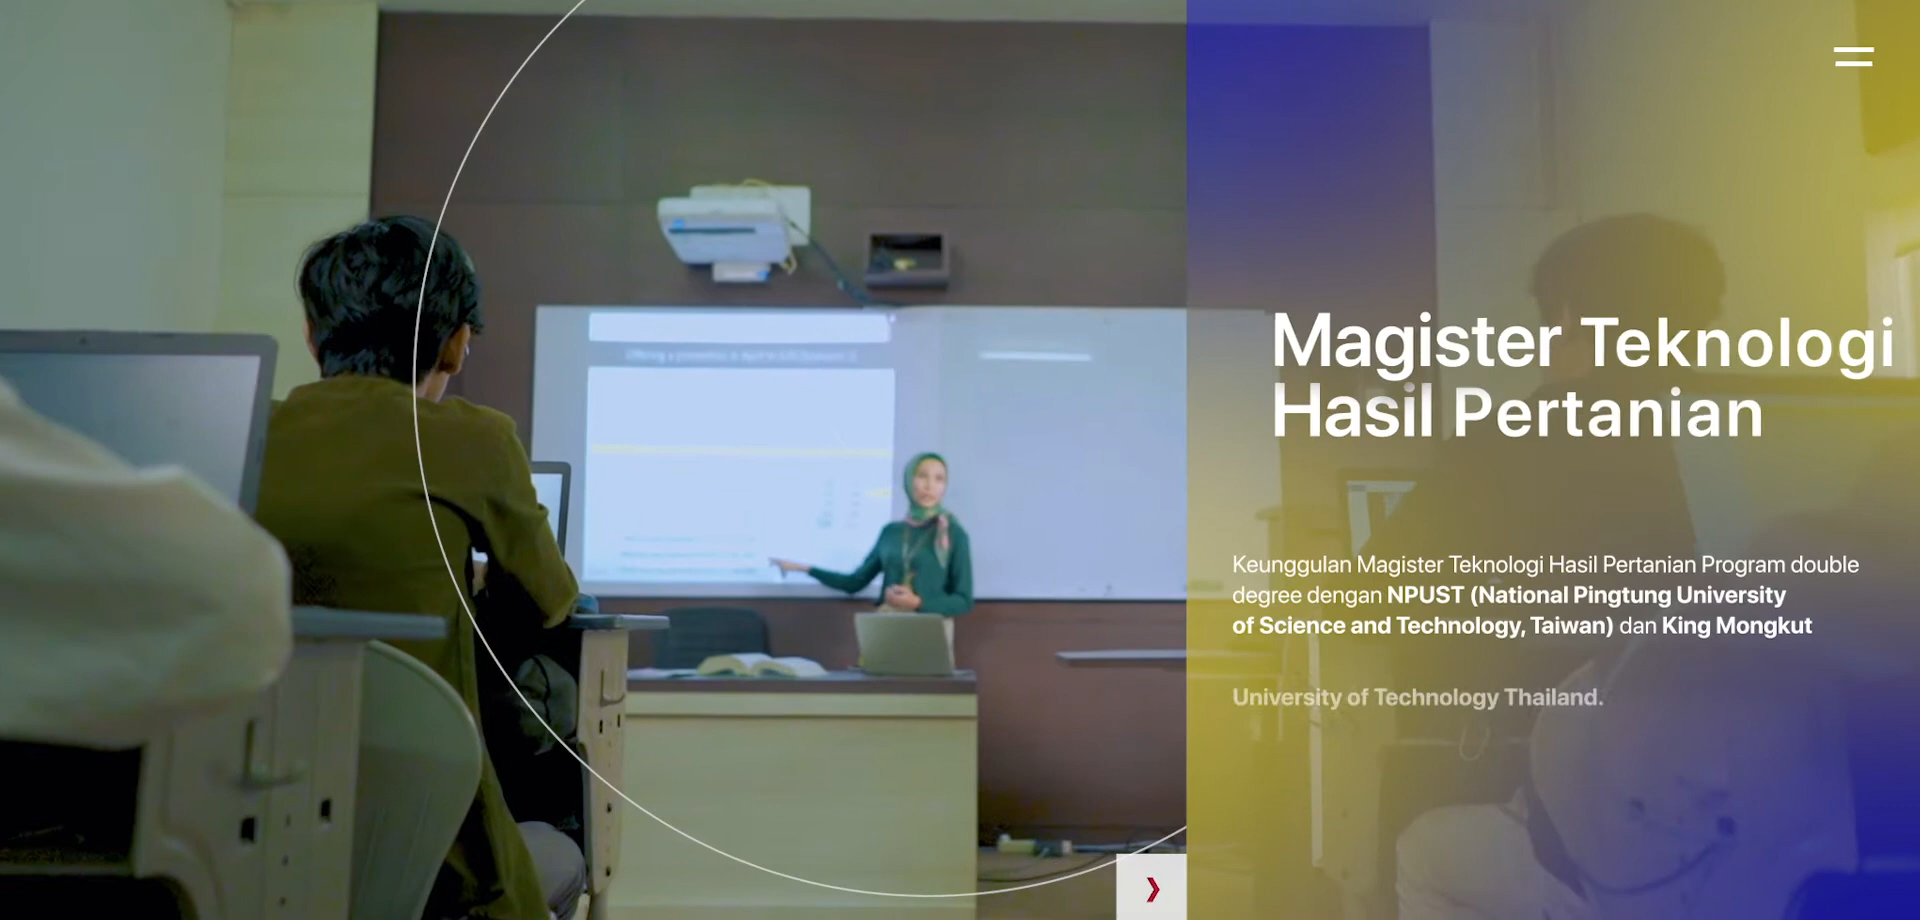 Magister Teknologi
Hasil Pertanian
Keunggulan Magister Teknologi Hasil Pertanian Program double
degree dengan NPUST (National Pingtung University
of Science and Technology, Taiwan) dan King Mongkut
University of Technology Thailand.